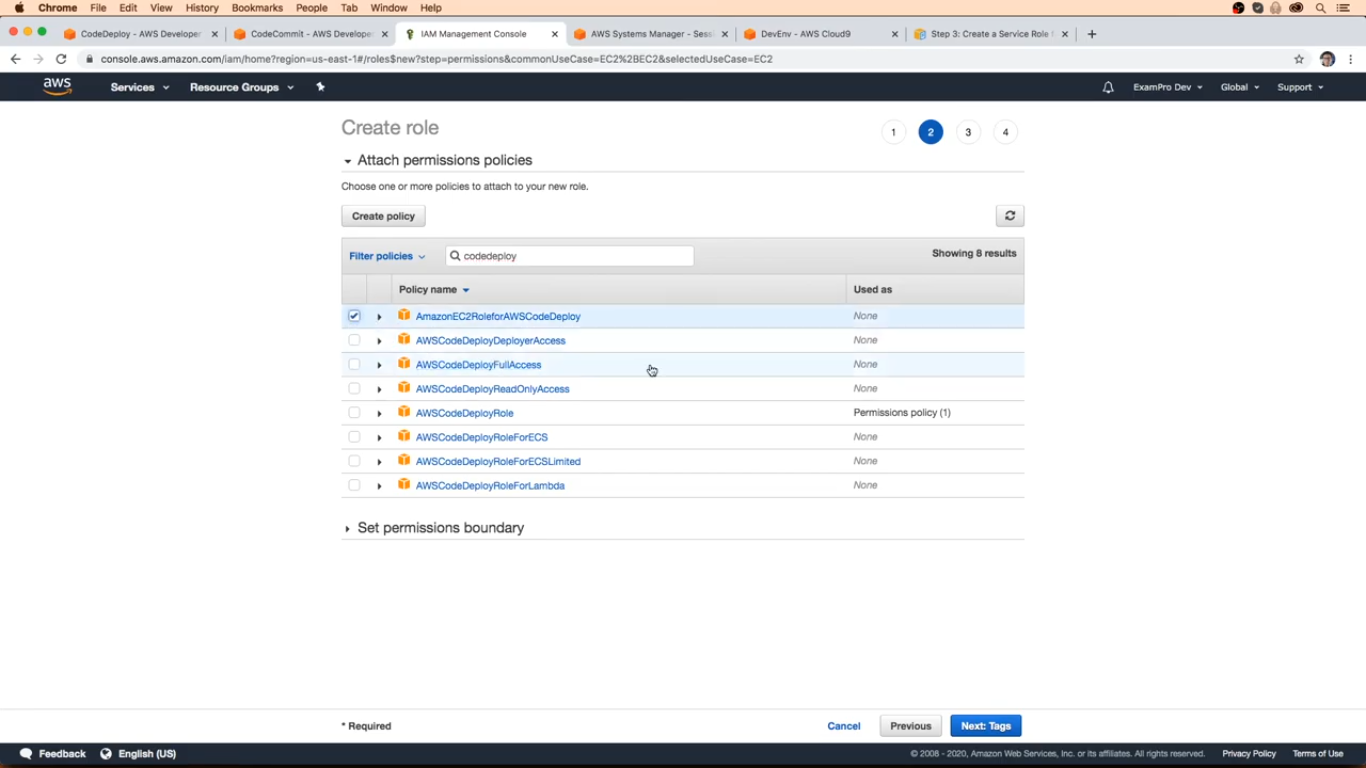 Chrome File Edit View History Bookmarks People Tab Window Help
CodeDeploy - AWS Developer CodeCommit - AWS Develope IAM Management Console AWS Systems Manager - Sess DevEnv - AWS Cloud9 Step 3: Create a Service Role
console.aws.amazon.com/iam/home?region=us-east-1#/roles$new?step=permissions&commonUseCase=EC2%2BEC2&selectedUseCase=EC2
aws Services Resource Groups ExamPro Dev Global Support
Create role 1 2 3 4
Attach permissions policies
Choose one or more policies to attach to your new role.
Create policy
Filter policies codedeploy Showing 8 results
Policy name Used as
AmazonEC2RoleforAWSCodeDeploy None
AWSCodeDeployDeployerAccess None
AWSCodeDeployFullAccess None
AWSCodeDeployReadOnlyAccess None
AWSCodeDeployRole Permissions policy (1)
AWSCodeDeployRoleForECS None
AWSCodeDeployRoleForECSLimited None
AWSCodeDeployRoleForLambda None
Set permissions boundary
* Required Cancel Previous Next: Tags
Feedback English (US) © 2008 - 2020, Amazon Web Services, Inc. or its affiliates. All rights reserved. Privacy Policy Terms of Use